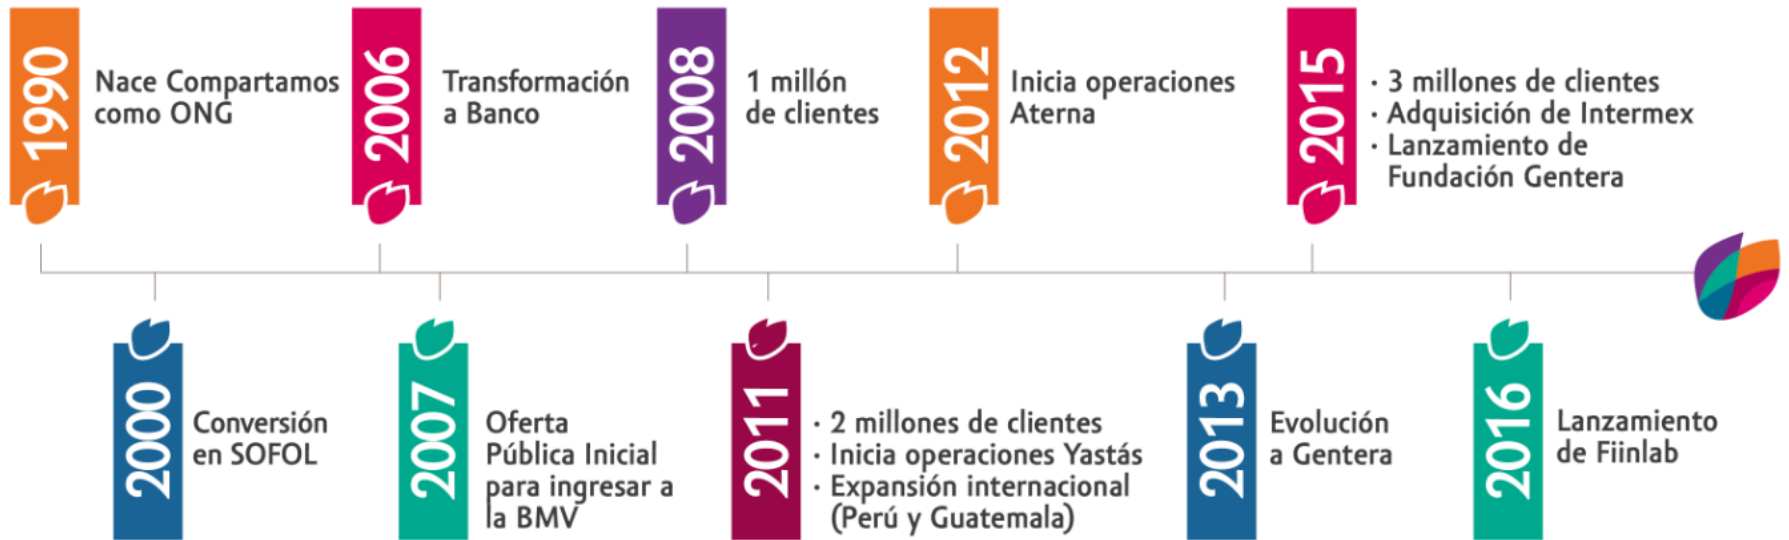 1990
Nace Compartamos
como ONG
2000
Conversión
en SOFOL
2006
Transformación
a Banco
2007
Oferta
Pública Inicial
para ingresar a
la BMV
2008
1 millón
de clientes
2011
· 2 millones de clientes
· Inicia operaciones Yastás
· Expansión internacional
(Perú y Guatemala)
2012
Inicia operaciones
Aterna
2013
Evolución
a Gentera
2015
· 3 millones de clientes
· Adquisición de Intermex
· Lanzamiento de
Fundación Gentera
2016
Lanzamiento
de Fiinlab